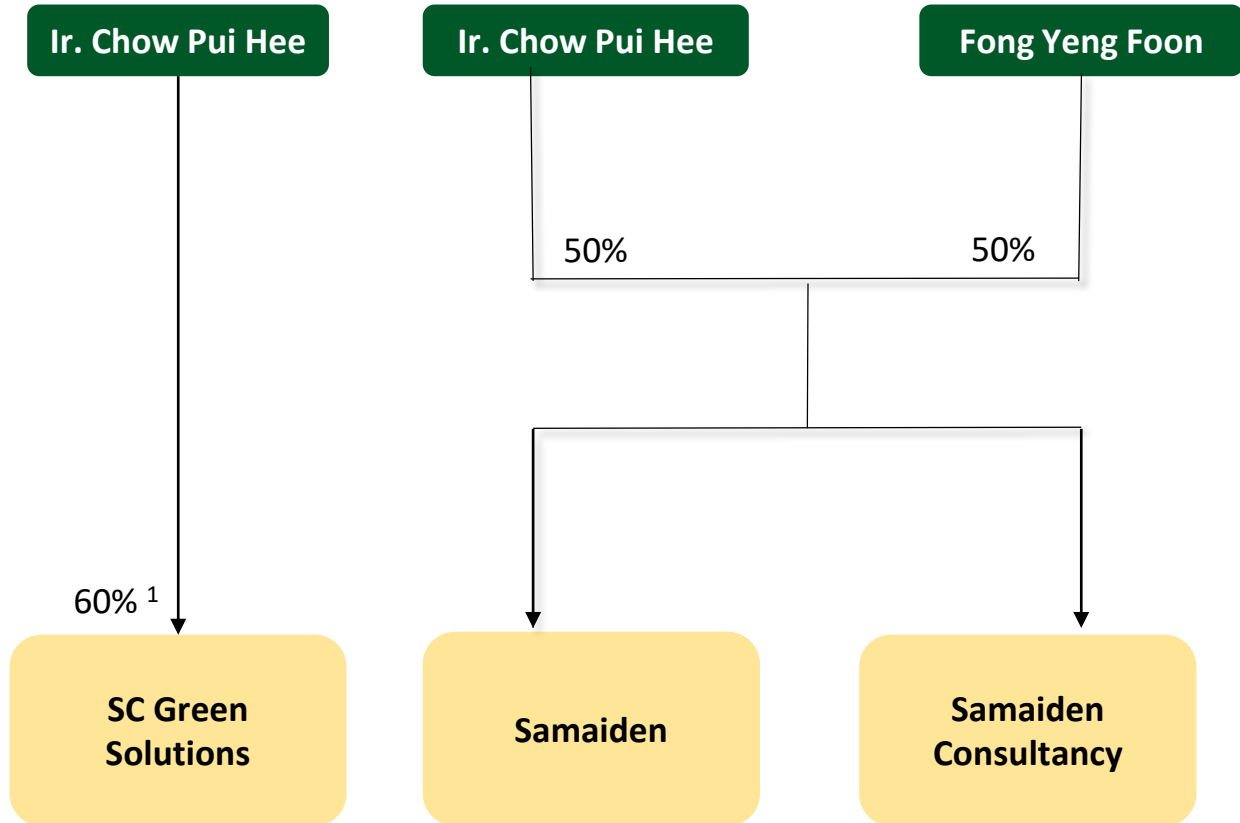 Ir. Chow Pui Hee
Ir. Chow Pui Hee
Fong Yeng Foon
50%
50%
60% 1
SC Green
Solutions
Samaiden
Samaiden
Consultancy